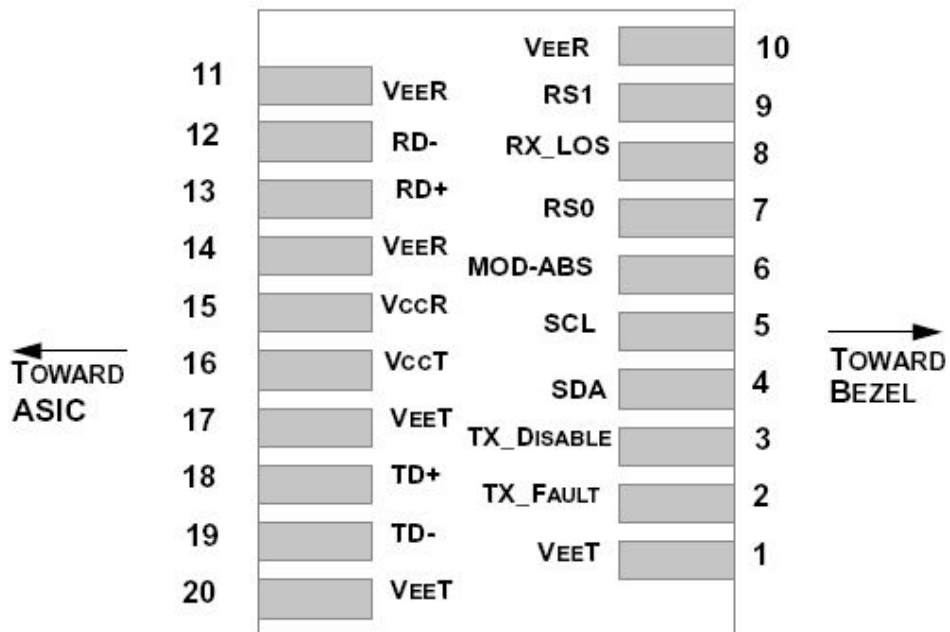 10 VEER
11 VEER
RS1 9
12 RD-
RX_LOS 8
13 RD+
RS0 7
14 VEER
MOD-ABS 6
15 VCCR
SCL 5
16 VCCT
TOWARD ASIC
TOWARD BEZEL
SDA 4
17 VEET
TX_DISABLE 3
18 TD+
TX_FAULT 2
19 TD-
VEET 1
20 VEET